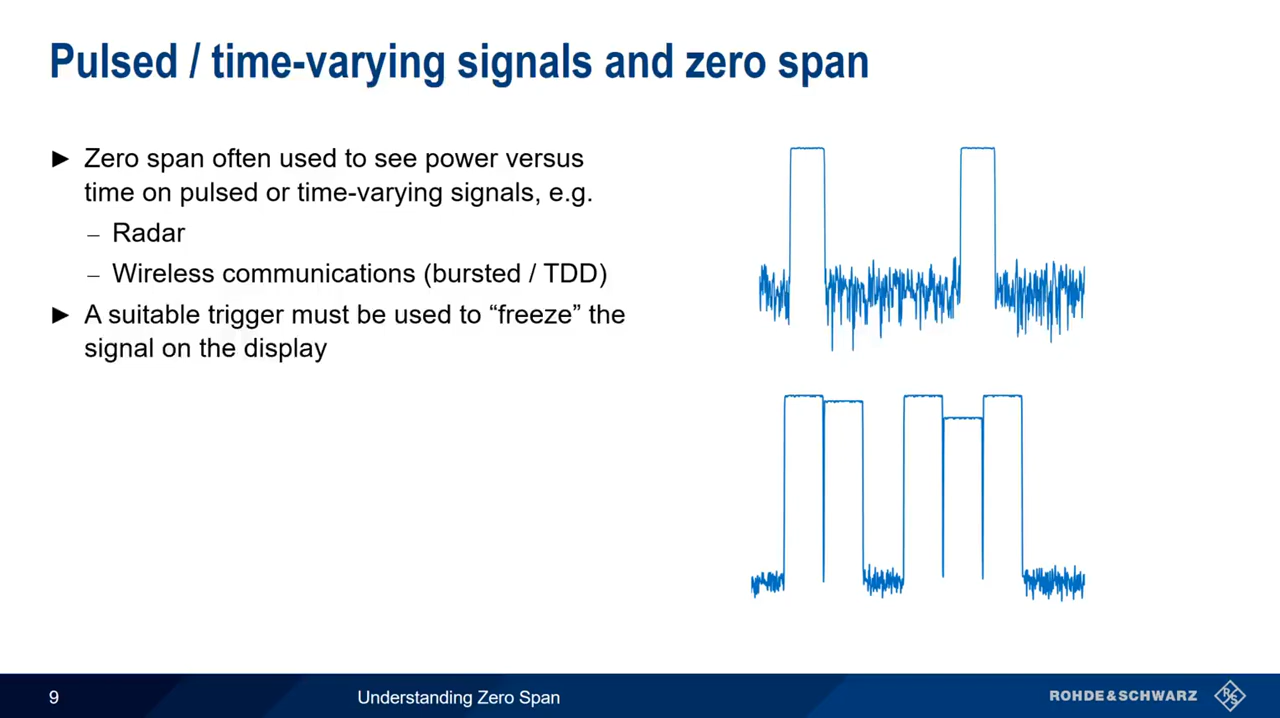 Pulsed / time-varying signals and zero span
► Zero span often used to see power versus
time on pulsed or time-varying signals, e.g.
– Radar
– Wireless communications (bursted / TDD)
► A suitable trigger must be used to “freeze” the
signal on the display
9
Understanding Zero Span
ROHDE & SCHWARZ
R S